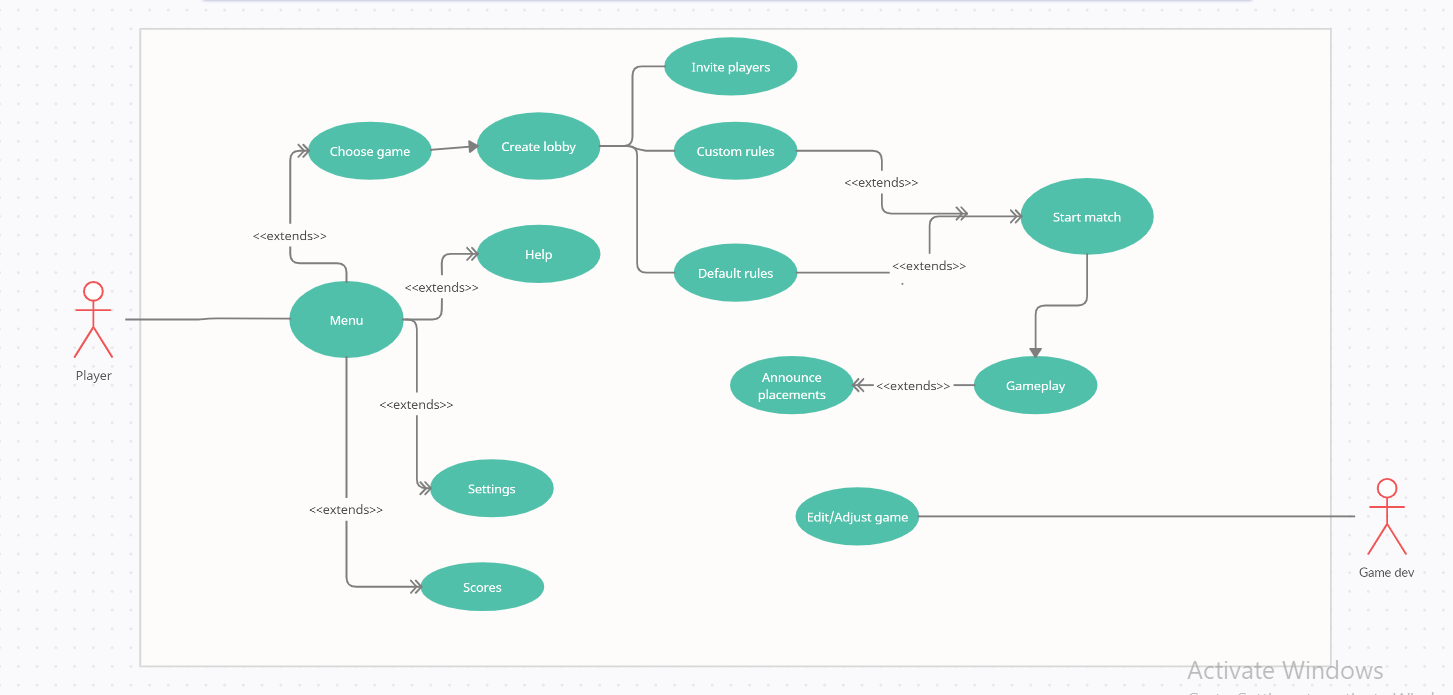 Invite players
Choose game
Create lobby
Custom rules
<<extends>>
Start match
<<extends>>
Help
Default rules
<<extends>>
.
<<extends>>
Menu
Player
Announce
placements
<<extends>>
Gameplay
<<extends>>
Settings
<<extends>>
Edit/Adjust game
Game dev
Scores
Activate Windows